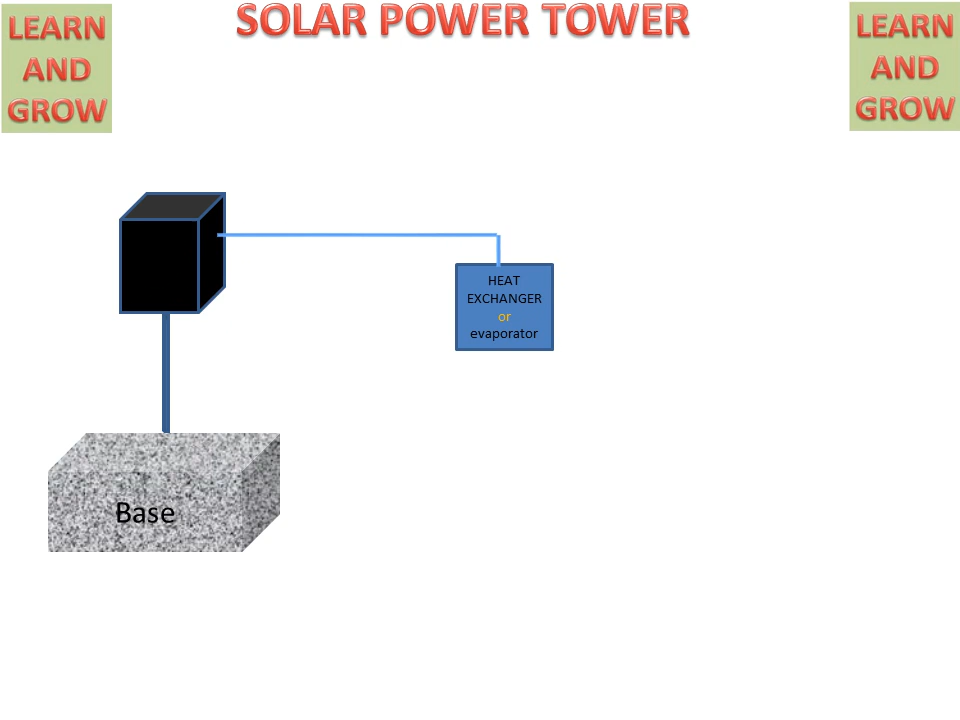 SOLAR POWER TOWER
LEARN
AND
GROW
LEARN
AND
GROW
HEAT
EXCHANGER
or
evaporator
Base